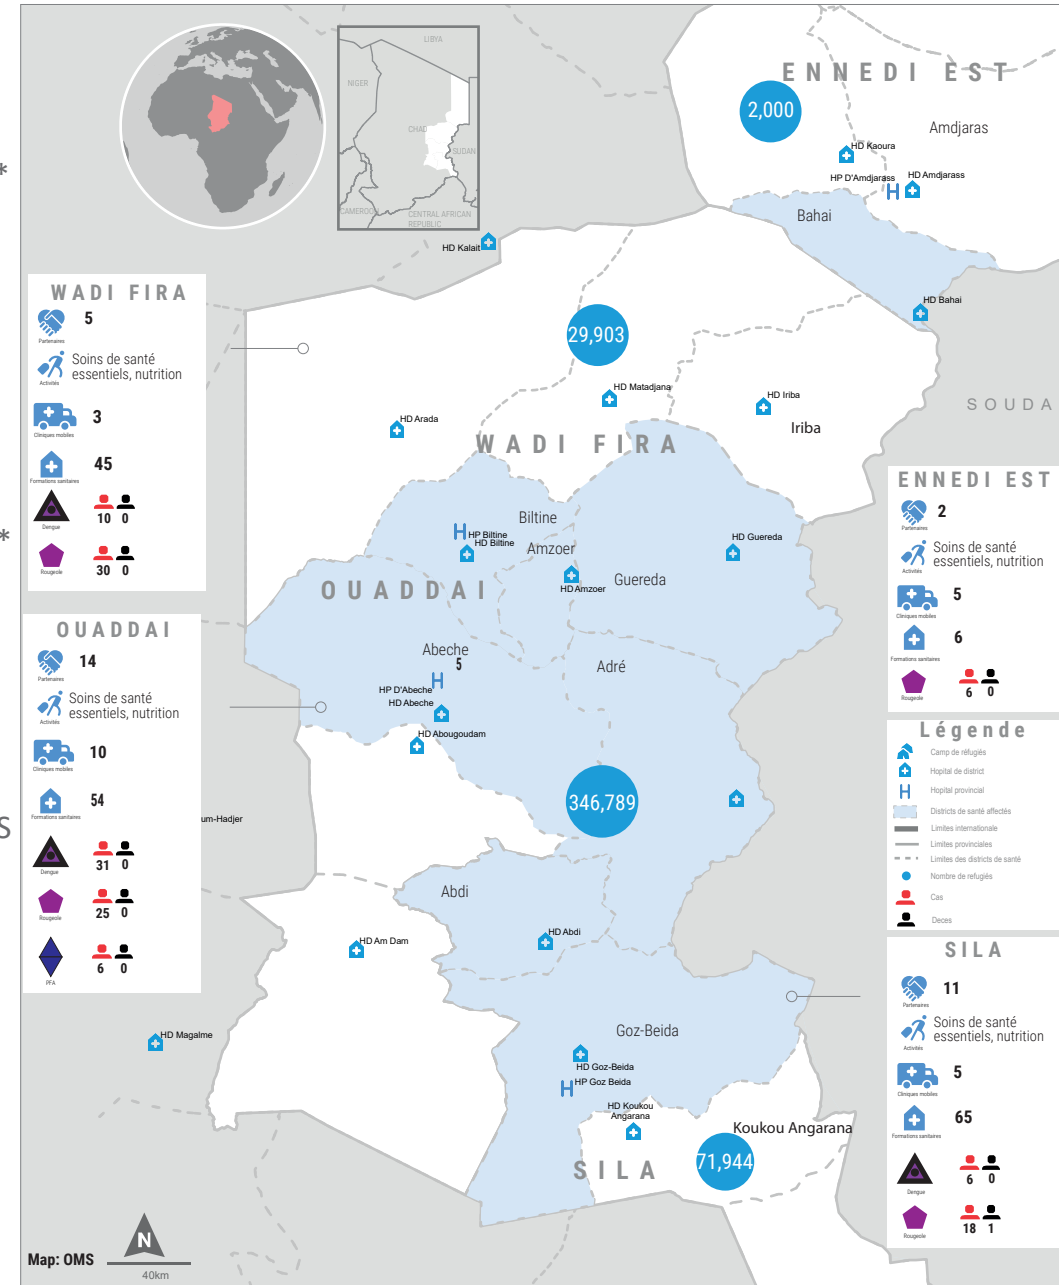 LIBYA
NIGER
CHAD
SUDAN
CAMEROON
CENTRAL AFRICAN
REPUBLIC
ENNEDI EST
2,000
Amdjaras
HD Kaoura
HP D'Amdjarass
HD Amdjarass
Bahai
HD Kalait
HD Bahai
29,903
HD Matadjana
HD Iriba
Iriba
HD Arada
WADI FIRA
SOUDA
Biltine
HP Biltine
HD Biltine
Amzoer
HD Amzoer
HD Guereda
Guereda
OUADDAI
Abeche
5
HP D'Abeche
HD Abeche
Adré
HD Abougoudam
346,789
um-Hadjer
Abdi
HD Abdi
HD Am Dam
HD Magalme
Goz-Beida
HD Goz-Beida
HP Goz Beida
HD Koukou
Angarana
Koukou Angarana
71,944
SILA
WADI FIRA
5
Partenaires
Soins de santé
essentiels, nutrition
Activités
3
Cliniques mobiles
45
Formations sanitaires
10 0
Dengue
30 0
Rougeole
OUADDAI
14
Partenaires
Soins de santé
essentiels, nutrition
Activités
10
Cliniques mobiles
54
Formations sanitaires
31 0
Dengue
25 0
Rougeole
6 0
PFA
ENNEDI EST
2
Partenaires
Soins de santé
essentiels, nutrition
Activités
5
Cliniques mobiles
6
Formations sanitaires
6 0
Rougeole
Légende
Camp de réfugiés
Hopital de district
Hopital provincial
Districts de santé affectés
Limites internationale
Limites provinciales
Limites des districts de santé
Nombre de refugiés
Cas
Deces
SILA
11
Partenaires
Soins de santé
essentiels, nutrition
Activités
5
Cliniques mobiles
65
Formations sanitaires
6 0
Dengue
18 1
Rougeole
*
*
S
N
Map: OMS
40km